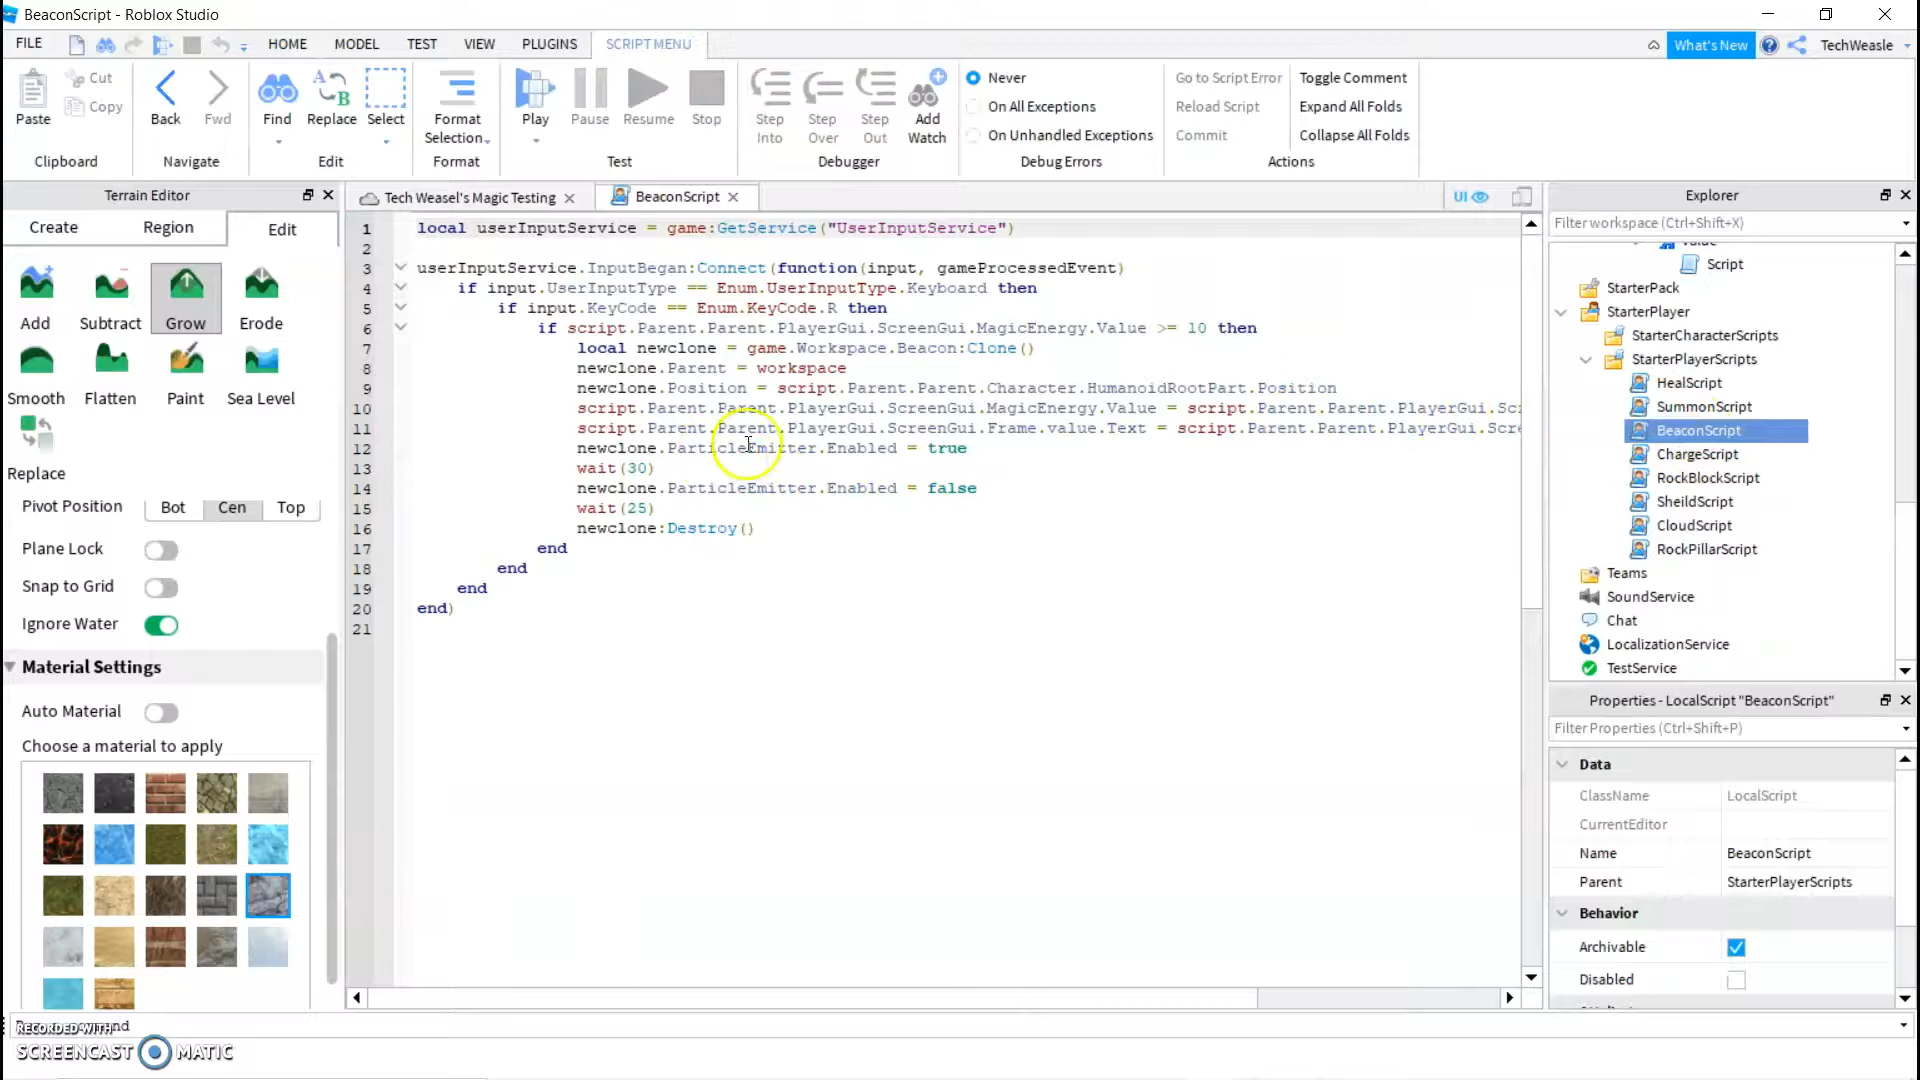 BeaconScript - Roblox Studio
FILE HOME MODEL TEST VIEW PLUGINS SCRIPT MENU What's New TechWeasle
Paste Cut Copy Back Fwd Find Replace Select Format Selection Play Pause Resume Stop Step Into Step Over Step Out Add Watch
Never
On All Exceptions
On Unhandled Exceptions
Go to Script Error
Reload Script
Commit
Toggle Comment
Expand All Folds
Collapse All Folds
Clipboard Navigate Edit Format Test Debugger Debug Errors Actions
Terrain Editor
Create Region Edit
Add Subtract Grow Erode
Smooth Flatten Paint Sea Level
Replace
Pivot Position Bot Cen Top
Plane Lock
Snap to Grid
Ignore Water
Material Settings
Auto Material
Choose a material to apply
Tech Weasel's Magic Testing BeaconScript UI
1 local userInputService = game:GetService("UserInputService")
2
3 userInputService.InputBegan:Connect(function(input, gameProcessedEvent)
4 if input.UserInputType == Enum.UserInputType.Keyboard then
5 if input.KeyCode == Enum.KeyCode.R then
6 if script.Parent.Parent.PlayerGui.ScreenGui.MagicEnergy.Value >= 10 then
7 local newclone = game.Workspace.Beacon:Clone()
8 newclone.Parent = workspace
9 newclone.Position = script.Parent.Parent.Character.HumanoidRootPart.Position
10 script.Parent.Parent.PlayerGui.ScreenGui.MagicEnergy.Value = script.Parent.Parent.PlayerGui.Scr
11 script.Parent.Parent.PlayerGui.ScreenGui.Frame.value.Text = script.Parent.Parent.PlayerGui.Scre
12 newclone.ParticleEmitter.Enabled = true
13 wait(30)
14 newclone.ParticleEmitter.Enabled = false
15 wait(25)
16 newclone:Destroy()
17 end
18 end
19 end
20 end)
21
Explorer
Filter workspace (Ctrl+Shift+X)
Value
Script
StarterPack
StarterPlayer
StarterCharacterScripts
StarterPlayerScripts
HealScript
SummonScript
BeaconScript
ChargeScript
RockBlockScript
SheildScript
CloudScript
RockPillarScript
Teams
SoundService
Chat
LocalizationService
TestService
Properties - LocalScript "BeaconScript"
Filter Properties (Ctrl+Shift+P)
Data
ClassName LocalScript
CurrentEditor
Name BeaconScript
Parent StarterPlayerScripts
Behavior
Archivable
Disabled
RECORDED WITH
SCREENCAST MATIC